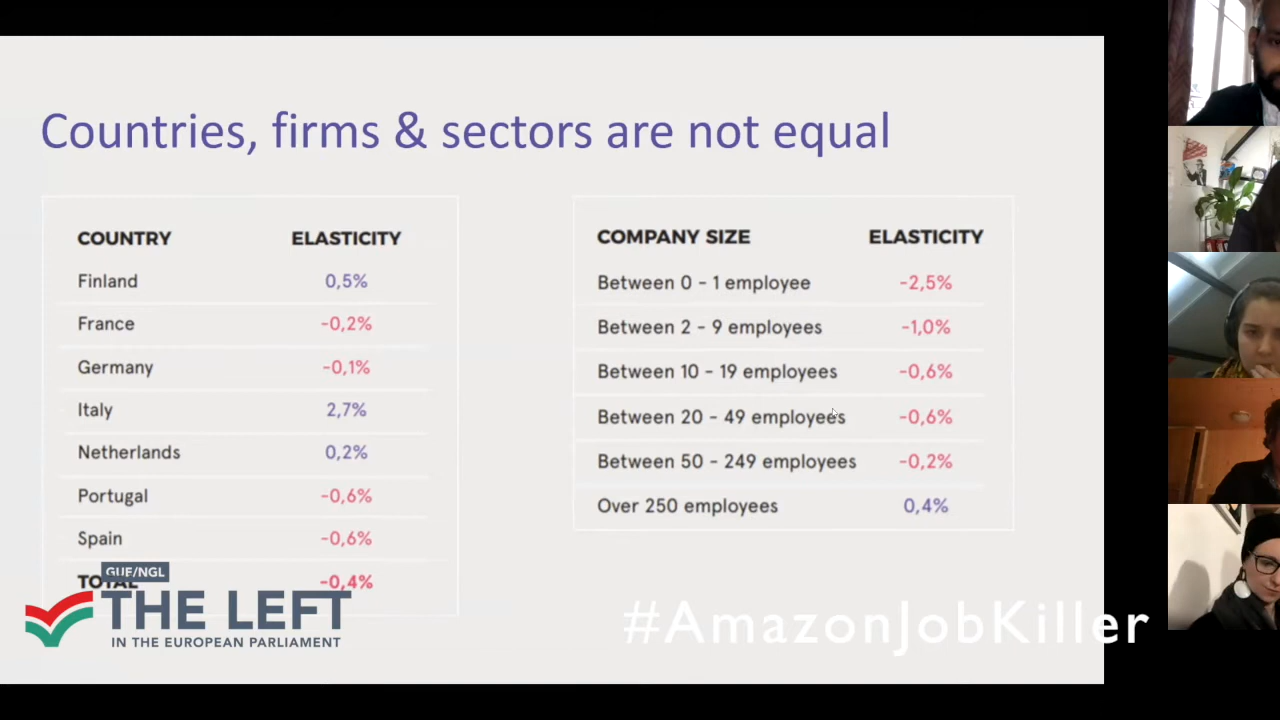 Countries, firms & sectors are not equal
COUNTRY ELASTICITY
Finland 0,5%
France -0,2%
Germany -0,1%
Italy 2,7%
Netherlands 0,2%
Portugal -0,6%
Spain -0,6%
TOTAL -0,4%
COMPANY SIZE ELASTICITY
Between 0 - 1 employee -2,5%
Between 2 - 9 employees -1,0%
Between 10 - 19 employees -0,6%
Between 20 - 49 employees -0,6%
Between 50 - 249 employees -0,2%
Over 250 employees 0,4%
GUE/NGL
THE LEFT
IN THE EUROPEAN PARLIAMENT
#AmazonJobKiller